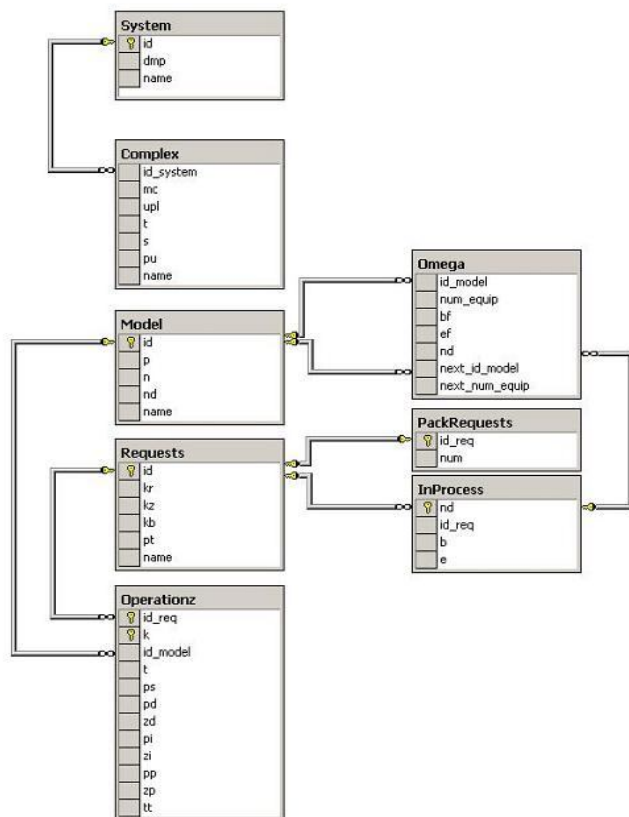 System
id
dmp
name
Complex
id_system
mc
upl
t
s
pu
name
Model
id
p
n
nd
name
Requests
id
kr
kz
kb
pt
name
Operationz
id_req
k
id_model
t
ps
pd
zd
pi
zi
pp
zp
tt
Omega
id_model
num_equip
bf
ef
nd
next_id_model
next_num_equip
PackRequests
id_req
num
InProcess
nd
id_req
b
e